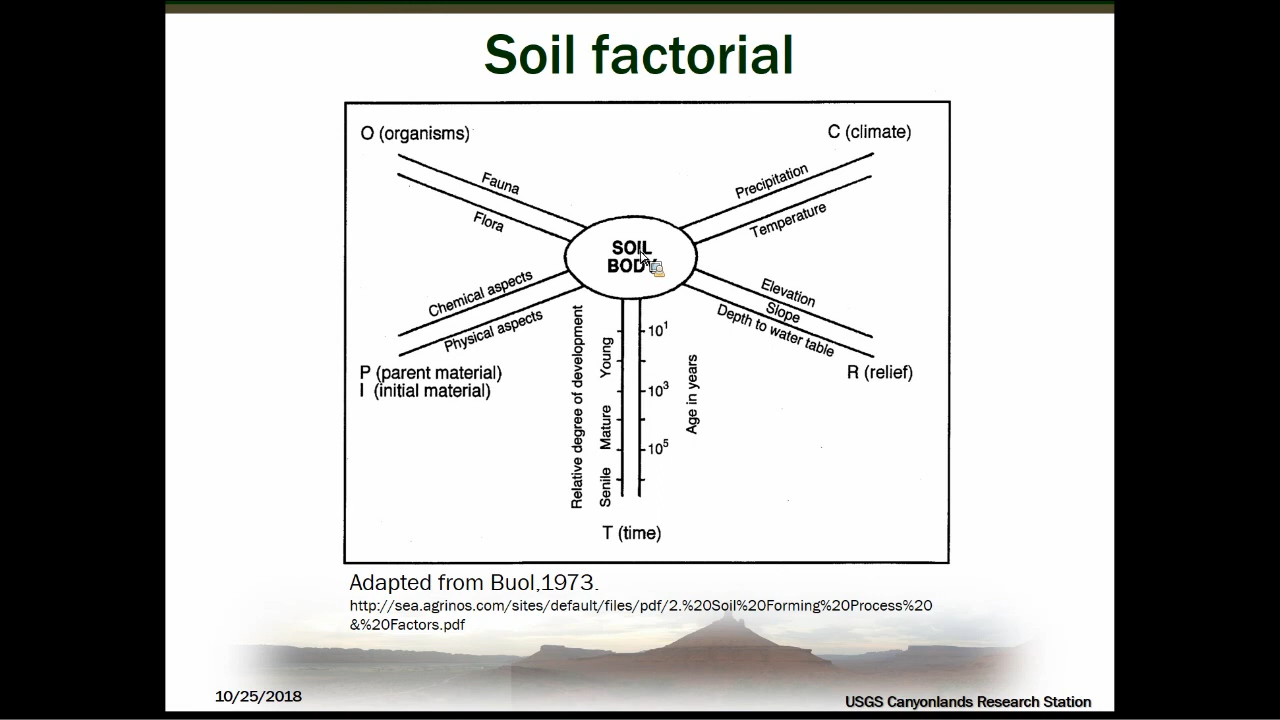 Soil factorial
O (organisms)
C (climate)
Fauna
Flora
Precipitation
Temperature
SOIL
Chemical aspects
Physical aspects
Elevation
Slope
Depth to water table
P (parent material)
I (initial material)
R (relief)
Relative degree of development
Young
Mature
Senile
10¹
10³
10⁵
Age in years
T (time)
Adapted from Buol,1973.
http://sea.agrinos.com/sites/default/files/pdf/2.%20Soil%20Forming%20Process%20
&%20Factors.pdf
10/25/2018
USGS Canyonlands Research Station